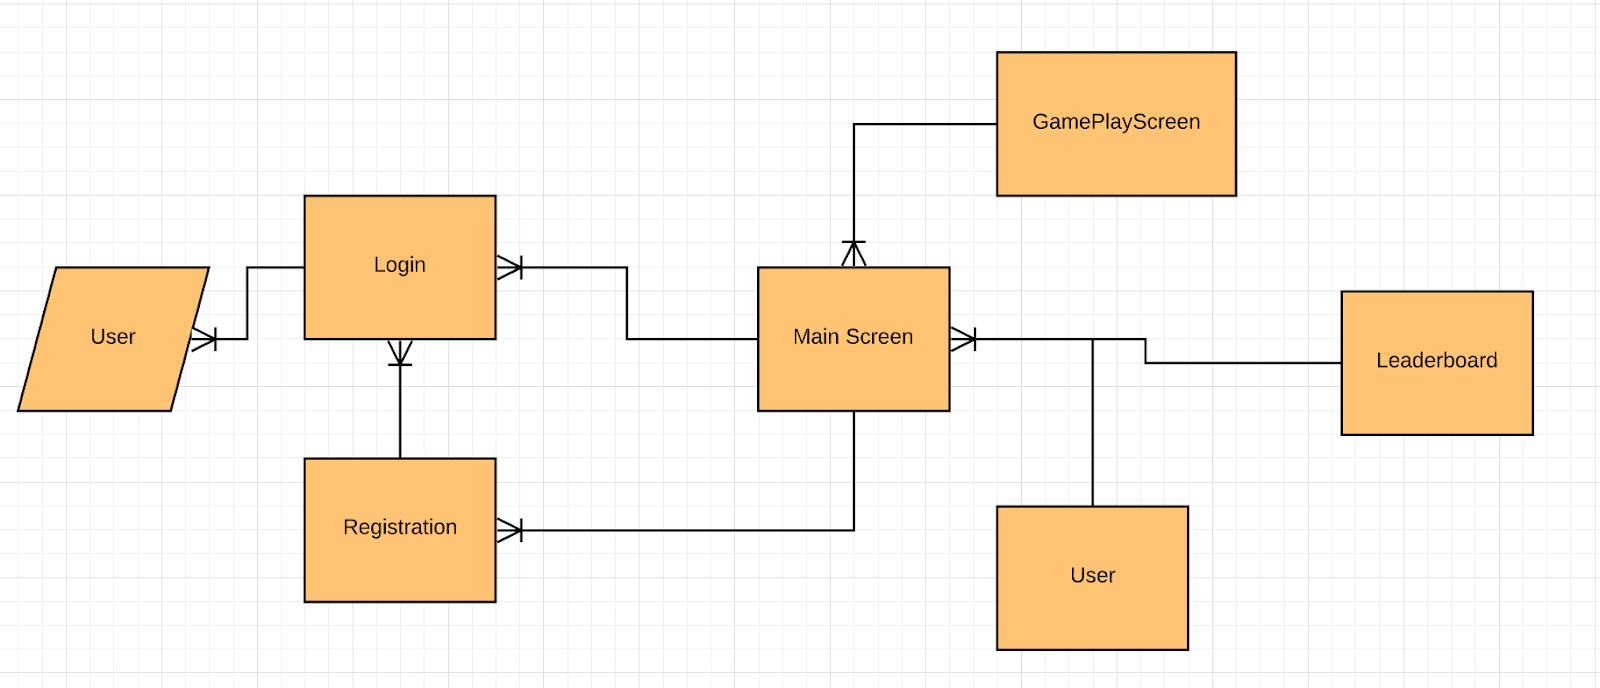 GamePlayScreen
Login
User
Main Screen
Leaderboard
Registration
User